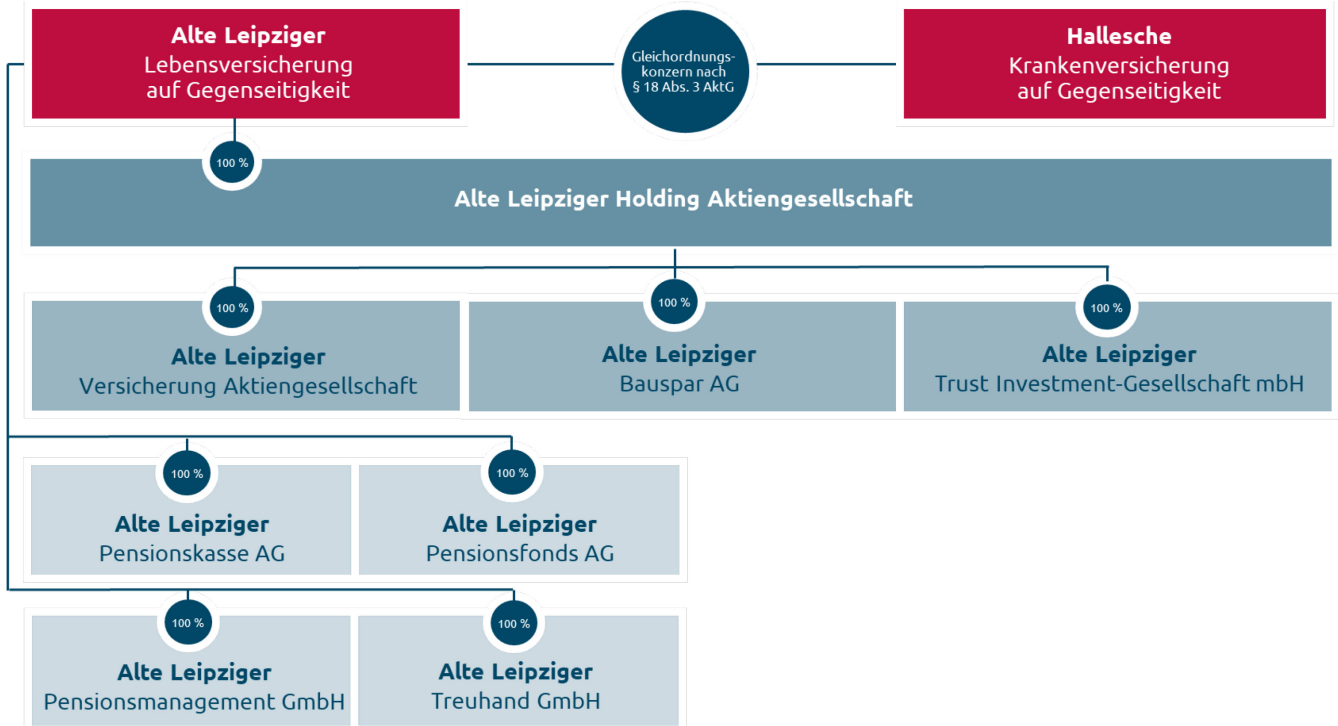 Alte Leipziger
Lebensversicherung
auf Gegenseitigkeit
Gleichordnungs-
konzern nach
§ 18 Abs. 3 AktG
Hallesche
Krankenversicherung
auf Gegenseitigkeit
100 %
Alte Leipziger Holding Aktiengesellschaft
100 %
Alte Leipziger
Versicherung Aktiengesellschaft
100 %
Alte Leipziger
Bauspar AG
100 %
Alte Leipziger
Trust Investment-Gesellschaft mbH
100 %
Alte Leipziger
Pensionskasse AG
100 %
Alte Leipziger
Pensionsfonds AG
100 %
Alte Leipziger
Pensionsmanagement GmbH
100 %
Alte Leipziger
Treuhand GmbH